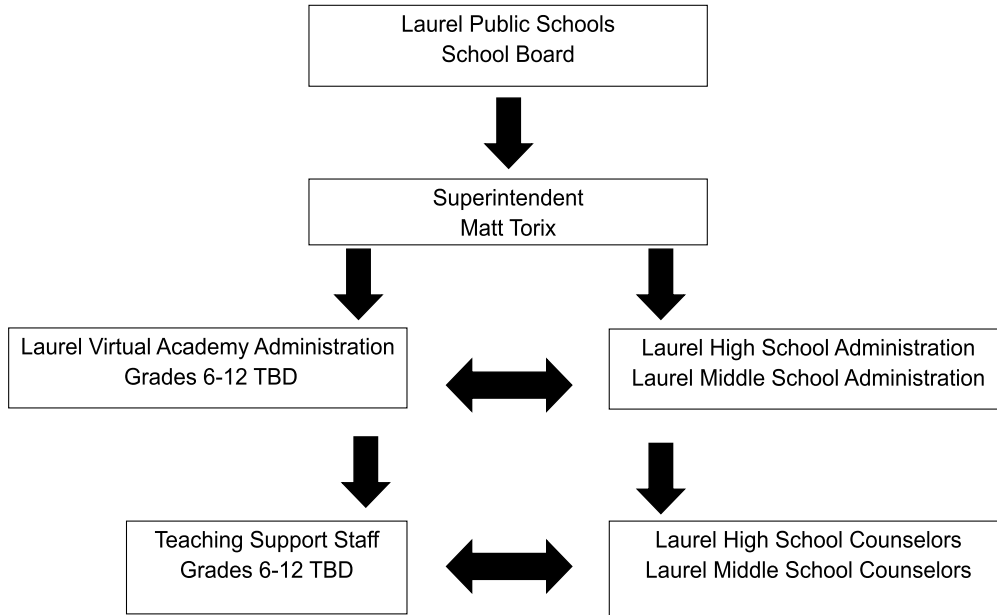 Laurel Public Schools
School Board
Superintendent
Matt Torix
Laurel Virtual Academy Administration
Grades 6-12 TBD
Laurel High School Administration
Laurel Middle School Administration
Teaching Support Staff
Grades 6-12 TBD
Laurel High School Counselors
Laurel Middle School Counselors